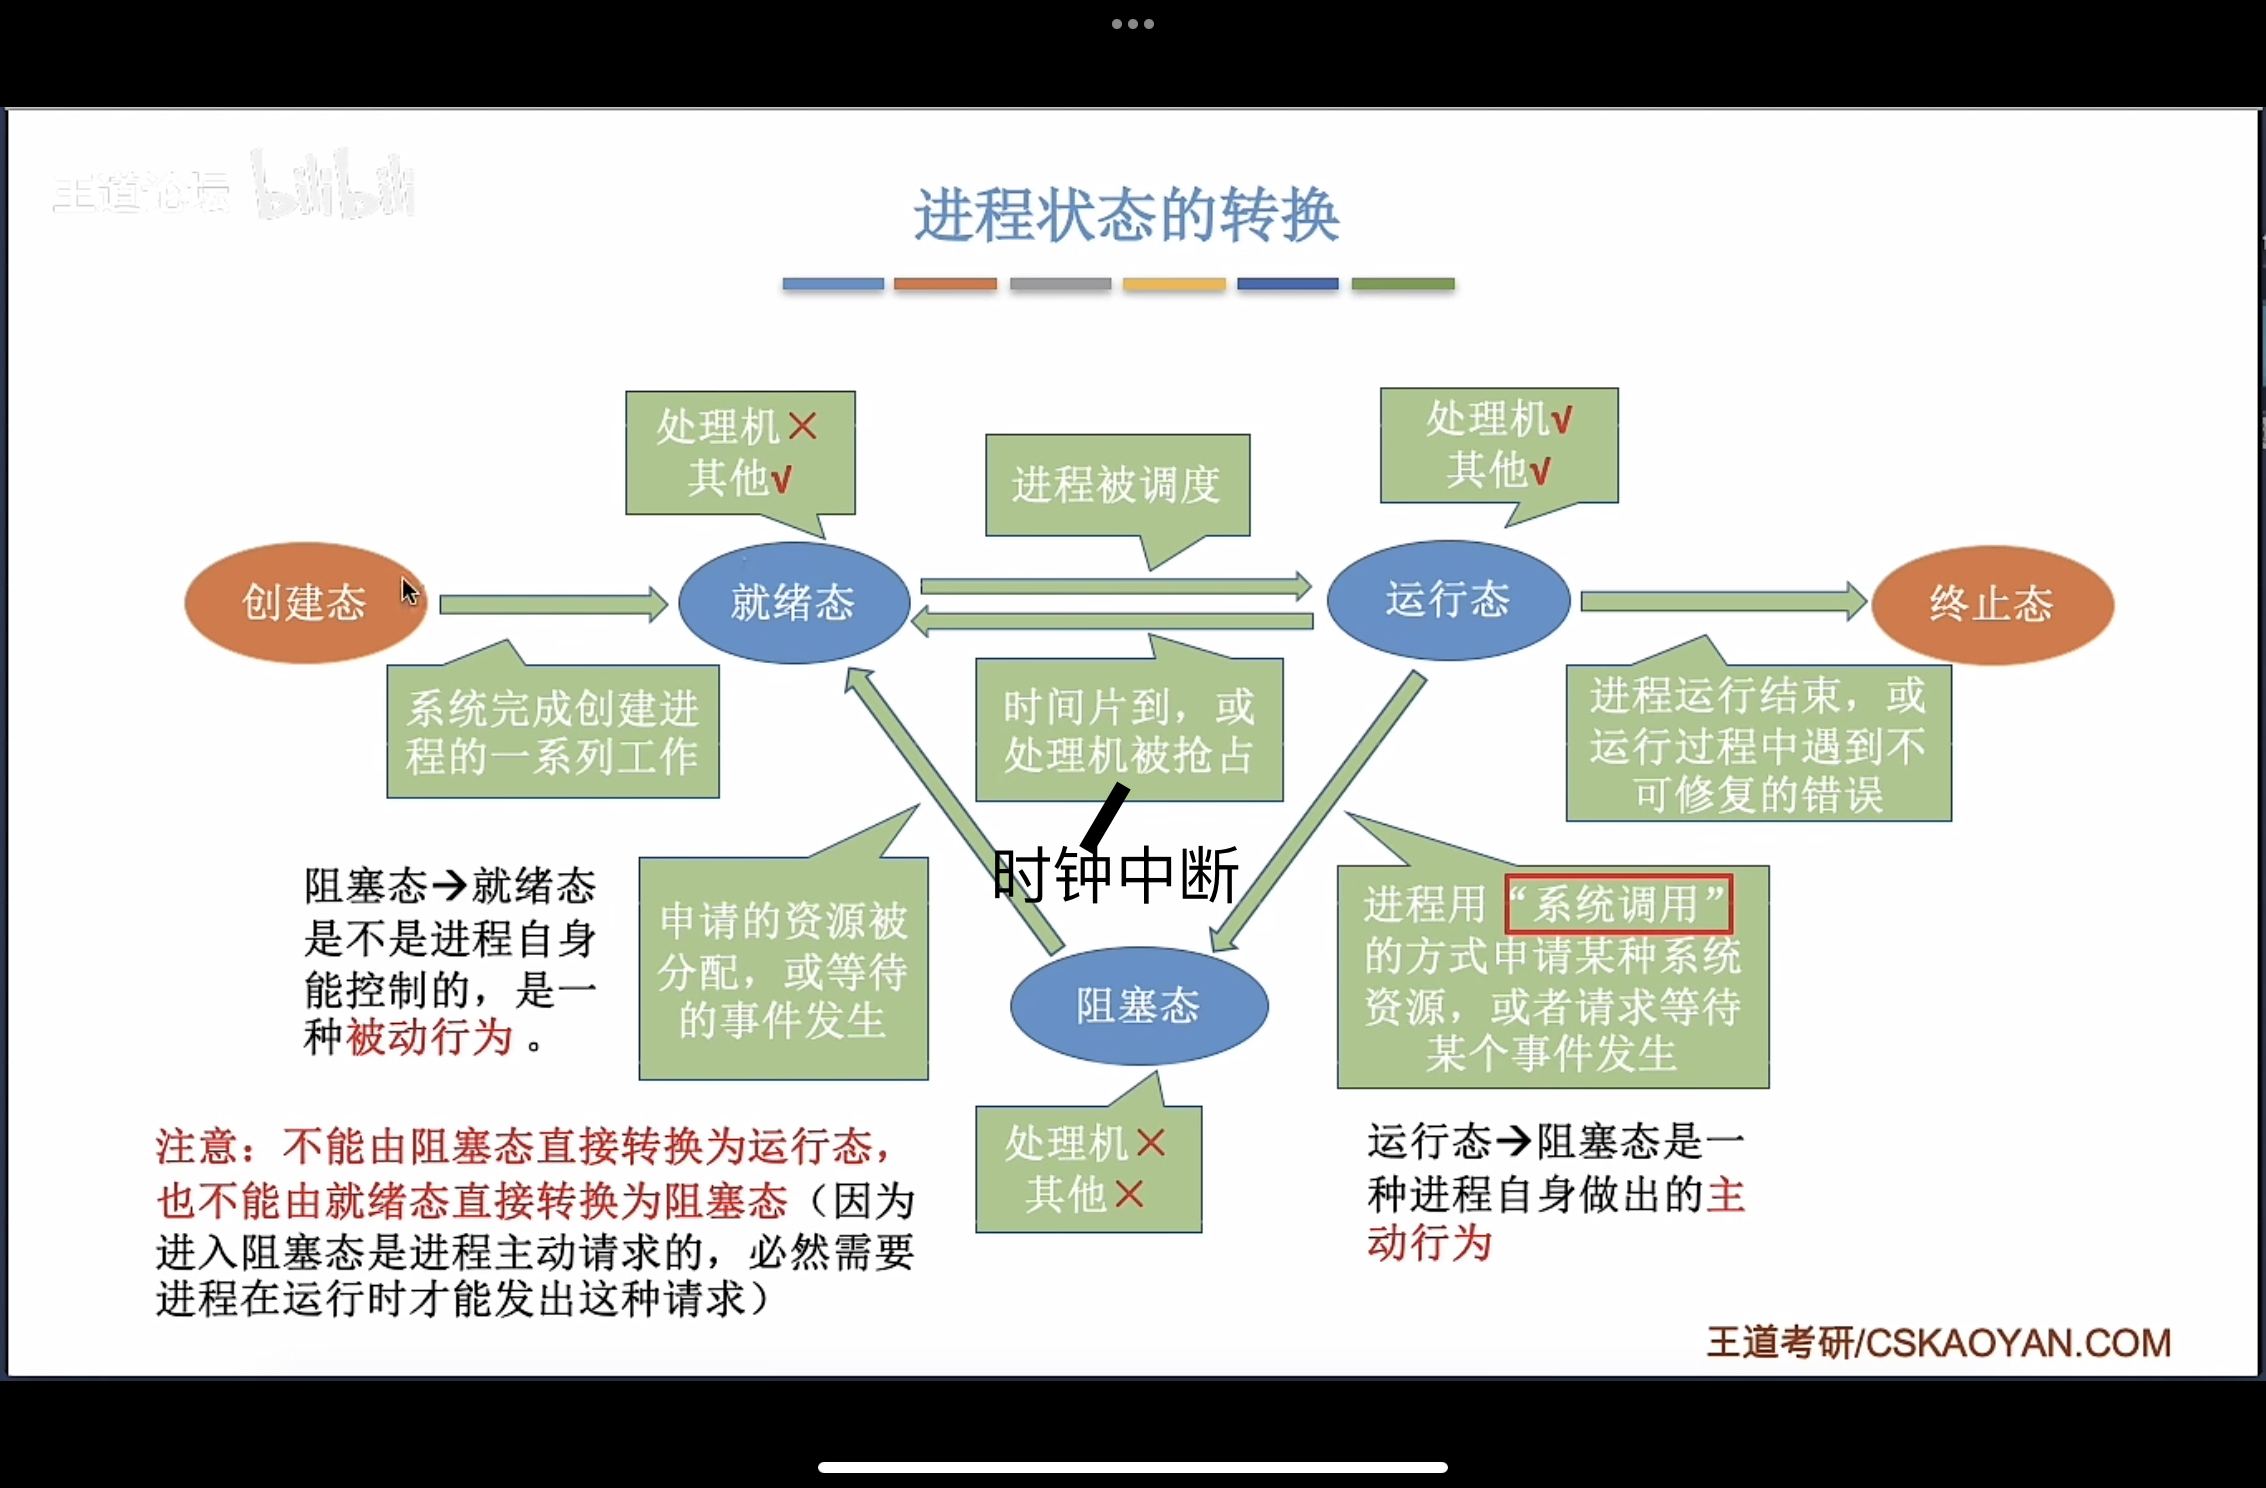 王道论坛 bilibili
进程状态的转换
处理机×
其他√
进程被调度
处理机√
其他√
创建态
就绪态
运行态
终止态
系统完成创建进
程的一系列工作
时间片到，或
处理机被抢占
进程运行结束，或
运行过程中遇到不
可修复的错误
时钟中断
阻塞态→就绪态
是不是进程自身
能控制的，是一
种被动行为。
申请的资源被
分配，或等待
的事件发生
进程用“系统调用”
的方式申请某种系统
资源，或者请求等待
某个事件发生
阻塞态
处理机×
其他×
注意：不能由阻塞态直接转换为运行态，
也不能由就绪态直接转换为阻塞态（因为
进入阻塞态是进程主动请求的，必然需要
进程在运行时才能发出这种请求）
运行态→阻塞态是一
种进程自身做出的主
动行为
王道考研/CSKAOYAN.COM